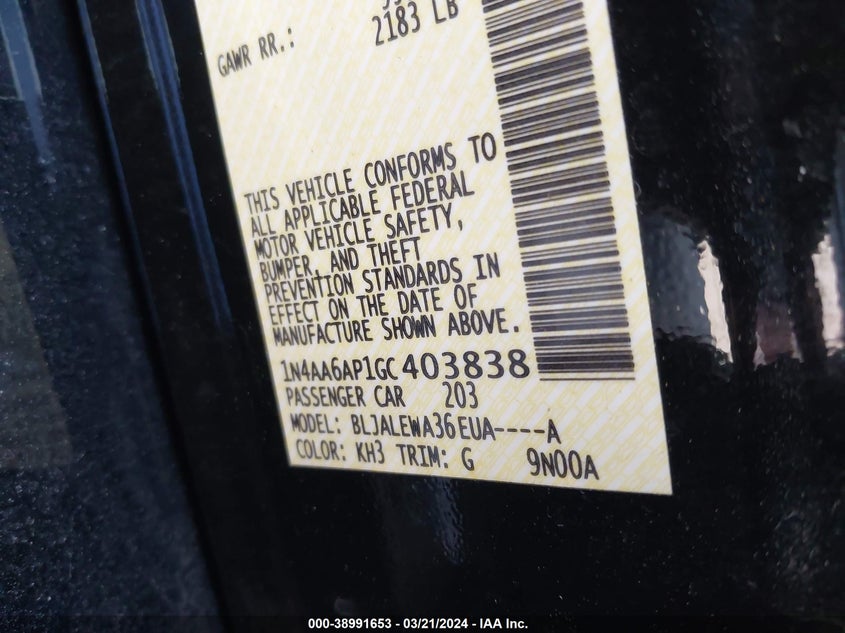 2183 LB
GAWR RR.:
THIS VEHICLE CONFORMS TO
ALL APPLICABLE FEDERAL
MOTOR VEHICLE SAFETY,
BUMPER, AND THEFT
PREVENTION STANDARDS IN
EFFECT ON THE DATE OF
MANUFACTURE SHOWN ABOVE.
1N4AA6AP1GC403838
PASSENGER CAR 203
MODEL: BLJALEWA36EUA----A
COLOR: KH3 TRIM: G 9N00A
000-38991653 - 03/21/2024 - IAA Inc.